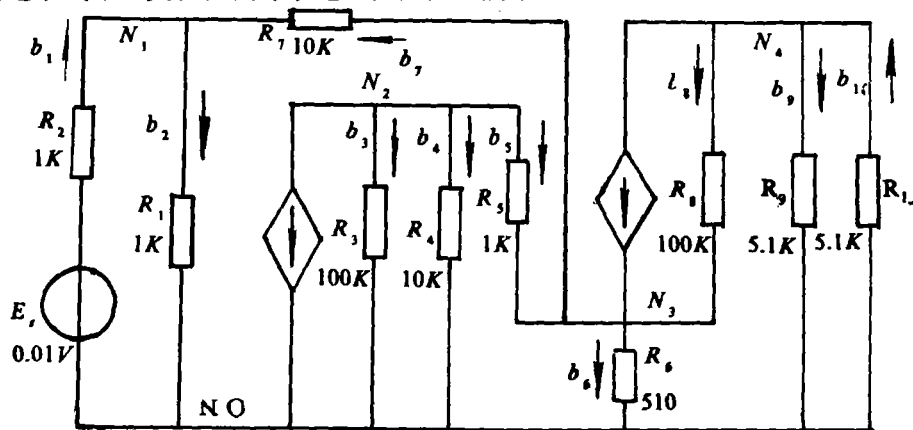 N₁
R₇
10K
b₇
N₄
b₁
N₂
l₈
b₉
b₁₀
R₂
1K
b₂
b₃
b₄
b₅
R₁
1K
R₃
100K
R₄
10K
R₅
1K
R₈
100K
R₉
5.1K
5.1K
E
0.01V
N₃
b₆
R₆
510
N O